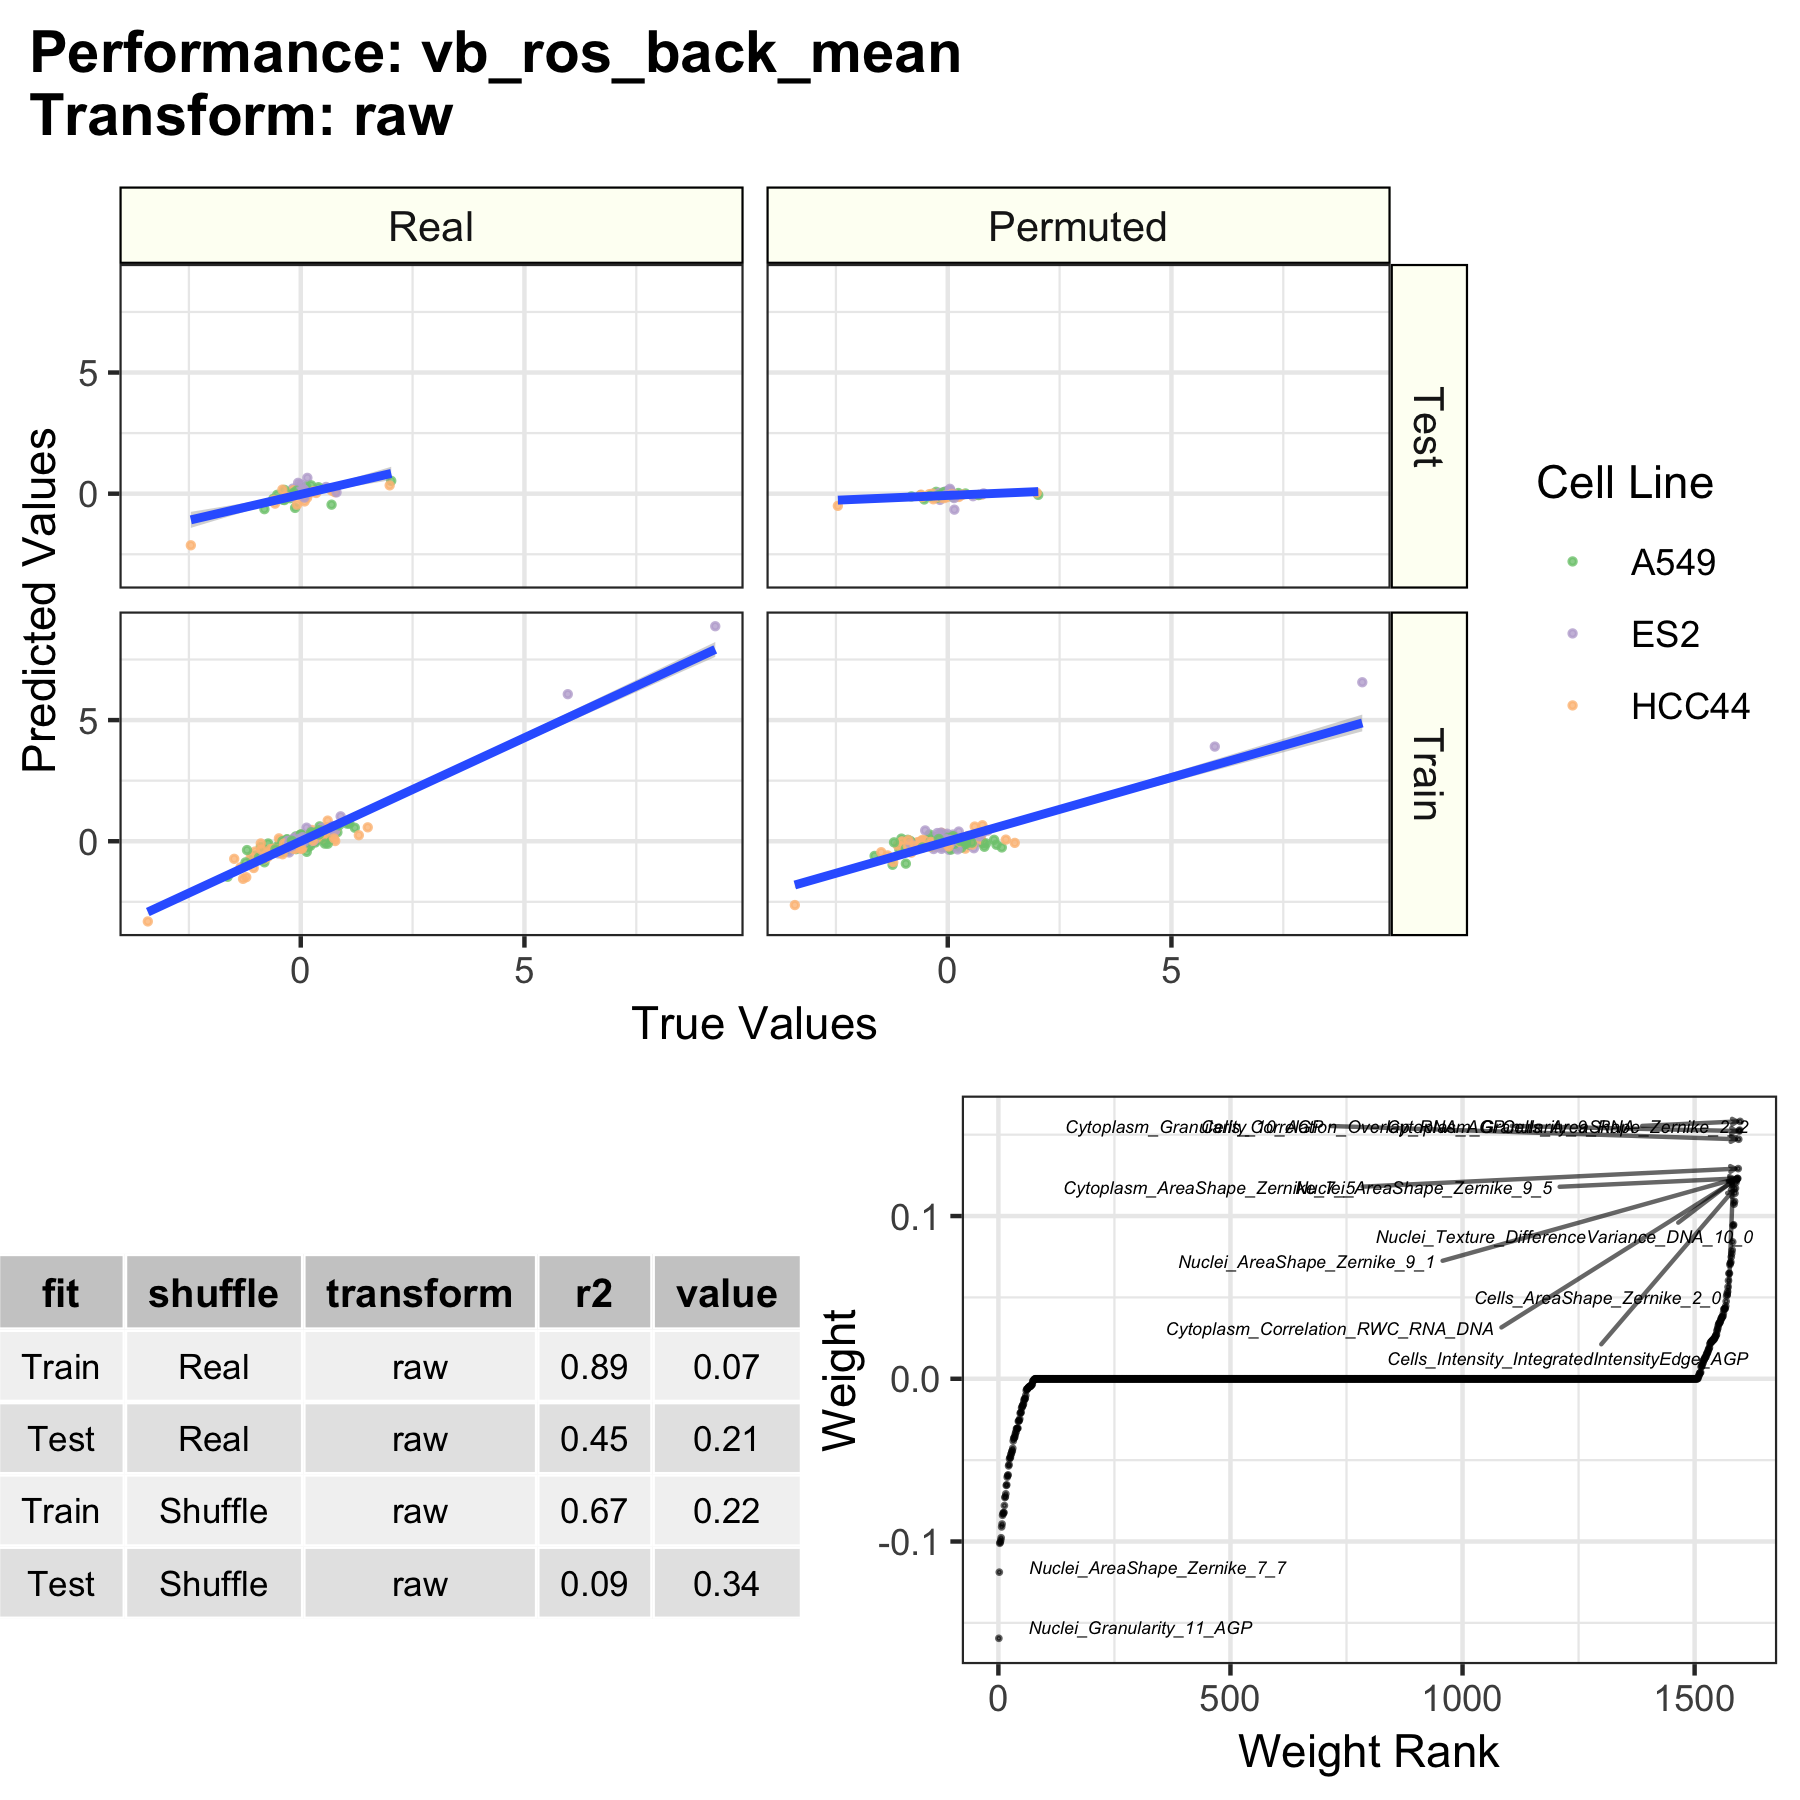 Performance: vb_ros_back_mean
Transform: raw
Real
Permuted
5
0
Test
5
0
Train
0
5
0
5
Predicted Values
True Values
Cell Line
A549
ES2
HCC44
fit shuffle transform r2 value
Train Real raw 0.89 0.07
Test Real raw 0.45 0.21
Train Shuffle raw 0.67 0.22
Test Shuffle raw 0.09 0.34
Weight
0.1
0.0
-0.1
Cytoplasm_Granularity_10_AGP
Cytoplasm_AreaShape_Zernike_7_5
Nuclei_AreaShape_Zernike_9_5
Nuclei_Texture_DifferenceVariance_DNA_10_0
Nuclei_AreaShape_Zernike_9_1
Cells_AreaShape_Zernike_2_0
Cytoplasm_Correlation_RWC_RNA_DNA
Cells_Intensity_IntegratedIntensityEdge_AGP
Nuclei_AreaShape_Zernike_7_7
Nuclei_Granularity_11_AGP
0
500
1000
1500
Weight Rank